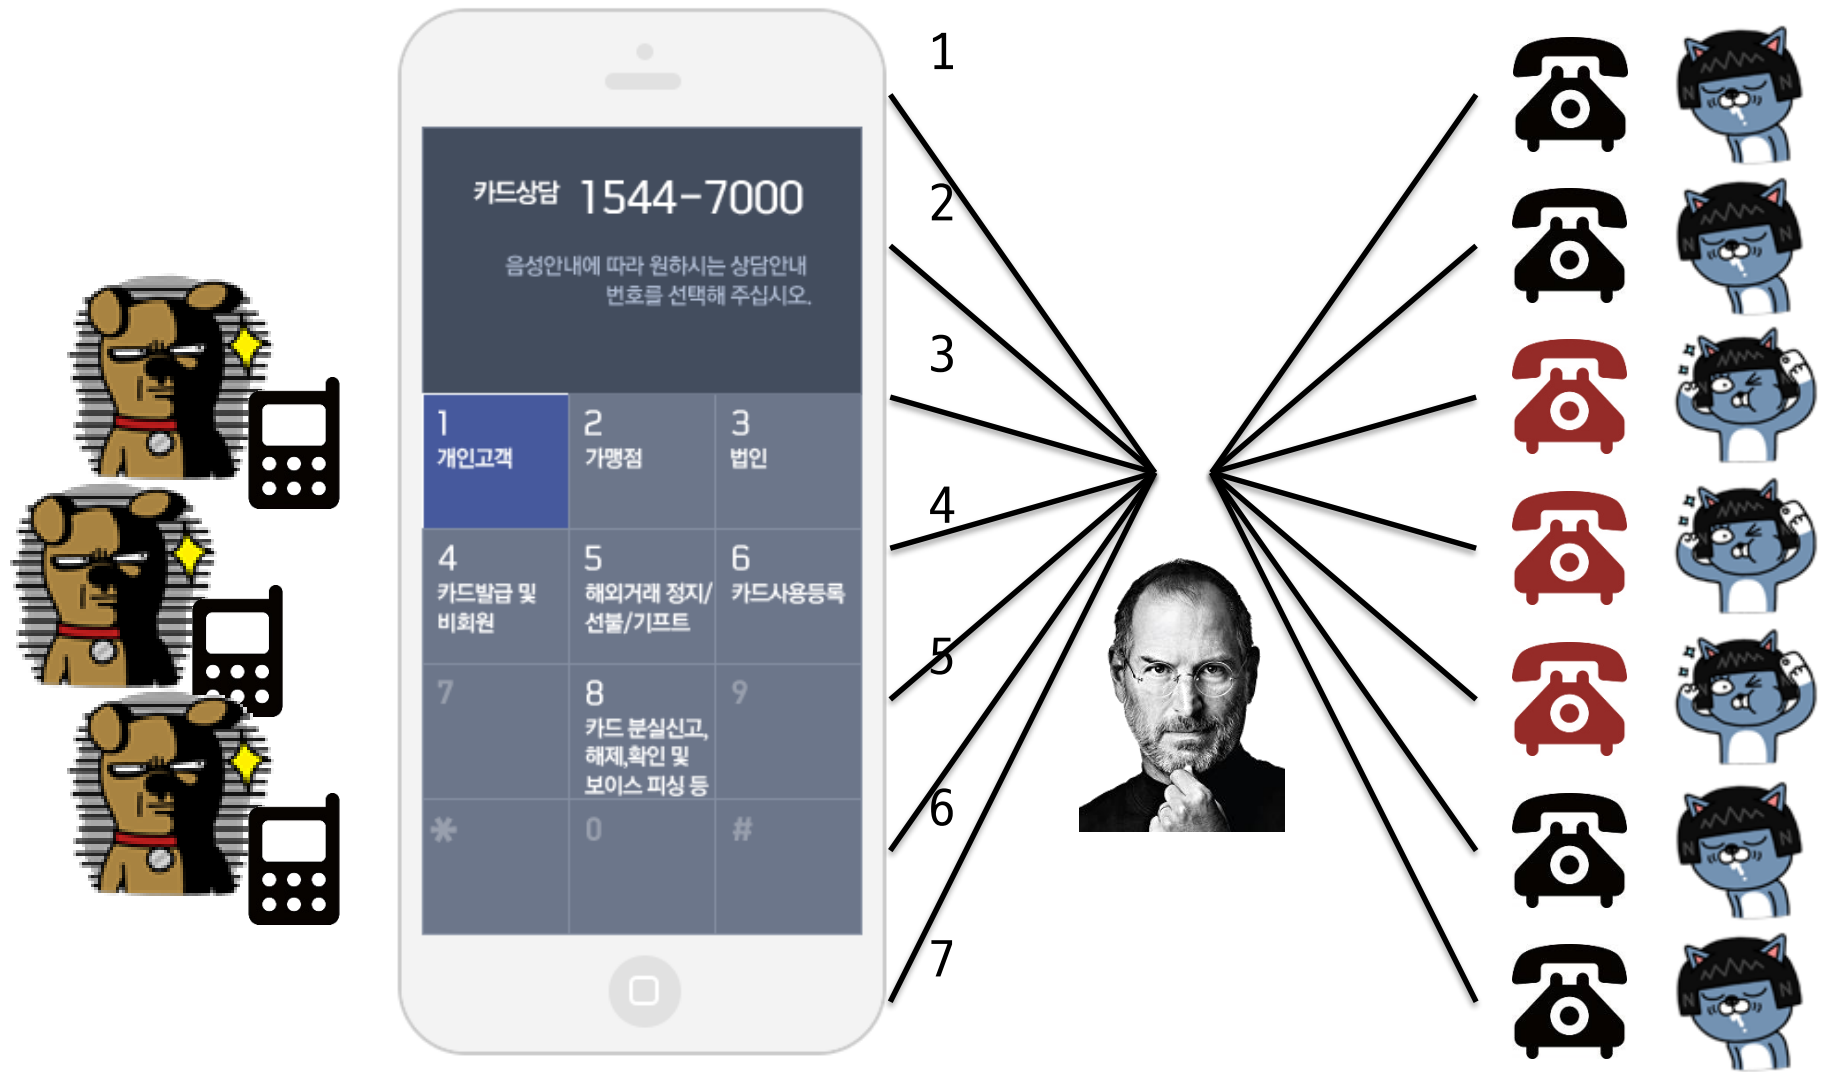 카드상담 1544-7000
음성안내에 따라 원하시는 상담안내
번호를 선택해 주십시오.
1
개인고객
2
가맹점
3
법인
4
카드발급 및
비회원
5
해외거래 정지/
선불/기프트
6
카드사용등록
7
8
카드 분실신고,
해제,확인 및
보이스 피싱 등
9
*
0
#
1
2
3
4
5
6
7